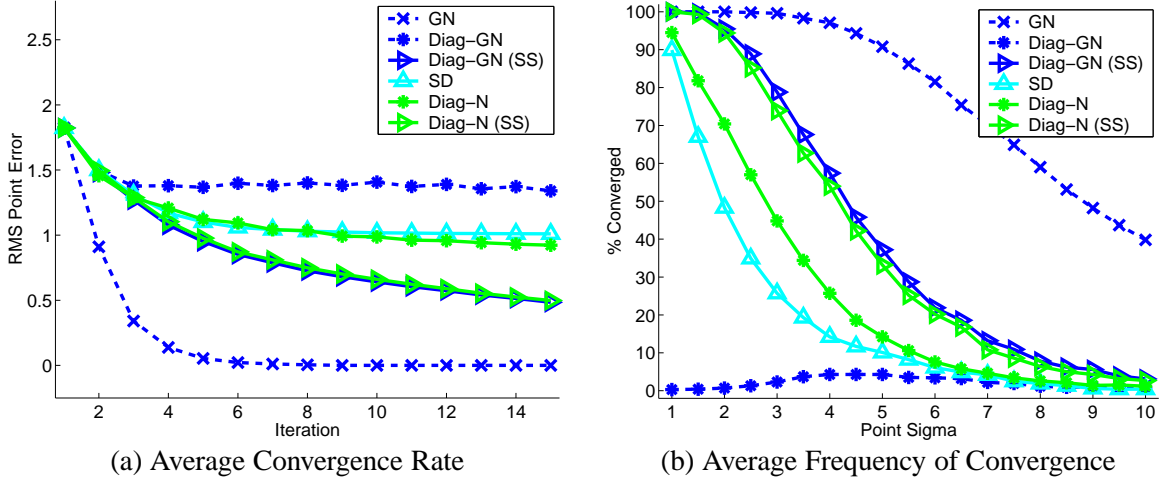 2.5
2
1.5
1
0.5
0
RMS Point Error
2 4 6 8 10 12 14
Iteration
GN
Diag−GN
Diag−GN (SS)
SD
Diag−N
Diag−N (SS)
(a) Average Convergence Rate
100
90
80
70
60
50
40
30
20
10
0
% Converged
1 2 3 4 5 6 7 8 9 10
Point Sigma
GN
Diag−GN
Diag−GN (SS)
SD
Diag−N
Diag−N (SS)
(b) Average Frequency of Convergence